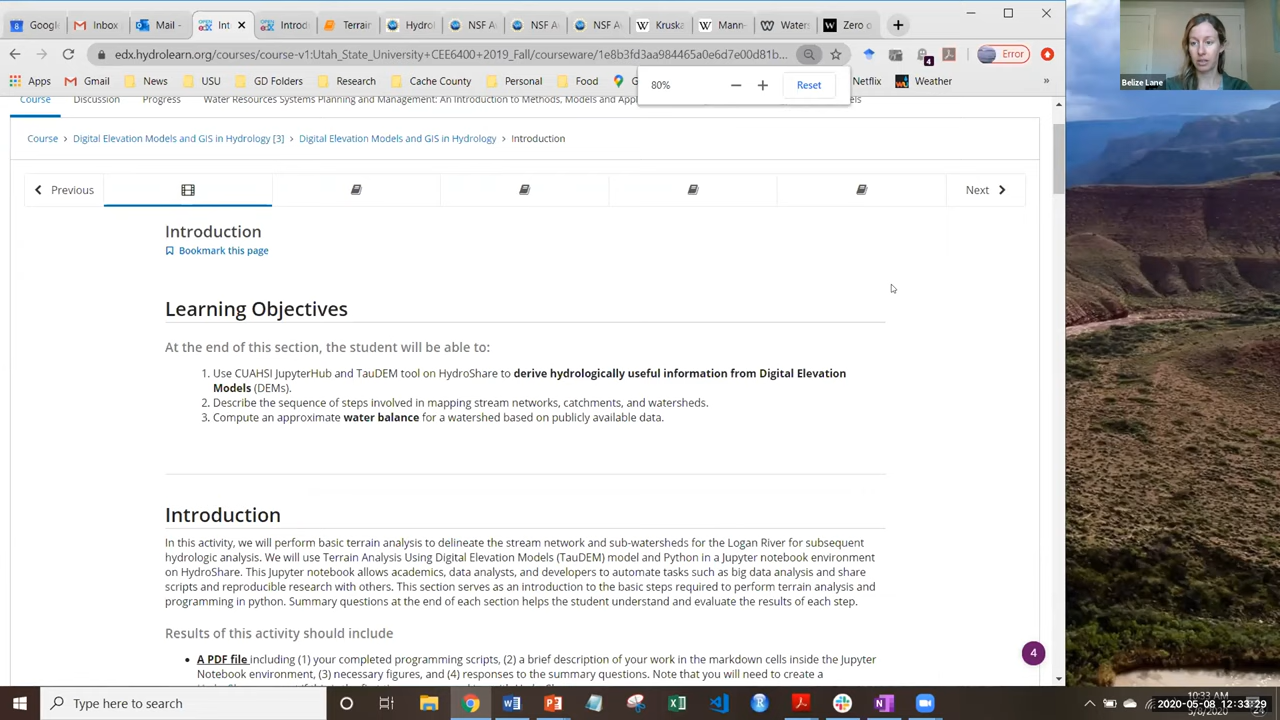 Googl
Inbox
Mail -
Int
Introd
Terrain
Hydrol
NSF A
NSF A
NSF A
Kruska
Mann-
Waters
Zero o
edx.hydrolearn.org/courses/course-v1:Utah_State_University+CEE6400+2019+Fall/courseware/1e8b3fd3aa984465a0e6d7e00d81b...
4
Error
Apps
Gmail
News
USU
GD Folders
Research
Cache County
Personal
Food
Netflix
Weather
»
80%
Reset
Belize Lane
Course
Discussion
Progress
Water Resources Systems Planning and Management: An Introduction to Methods, Models and App
els
Course > Digital Elevation Models and GIS in Hydrology [3] > Digital Elevation Models and GIS in Hydrology > Introduction
Previous
Next
Introduction
Bookmark this page
Learning Objectives
At the end of this section, the student will be able to:
1. Use CUAHSI JupyterHub and TauDEM tool on HydroShare to derive hydrologically useful information from Digital Elevation
Models (DEMs).
2. Describe the sequence of steps involved in mapping stream networks, catchments, and watersheds.
3. Compute an approximate water balance for a watershed based on publicly available data.
Introduction
In this activity, we will perform basic terrain analysis to delineate the stream network and sub-watersheds for the Logan River for subsequent
hydrologic analysis. We will use Terrain Analysis Using Digital Elevation Models (TauDEM) model and Python in a Jupyter notebook environment
on HydroShare. This Jupyter notebook allows academics, data analysts, and developers to automate tasks such as big data analysis and share
scripts and reproducible research with others. This section serves as an introduction to the basic steps required to perform terrain analysis and
programming in python. Summary questions at the end of each section helps the student understand and evaluate the results of each step.
Results of this activity should include
• A PDF file including (1) your completed programming scripts, (2) a brief description of your work in the markdown cells inside the Jupyter
Notebook environment, (3) necessary figures, and (4) responses to the summary questions. Note that you will need to create a
4
Type here to search
10:33 AM
2020-05-08 12:33:29